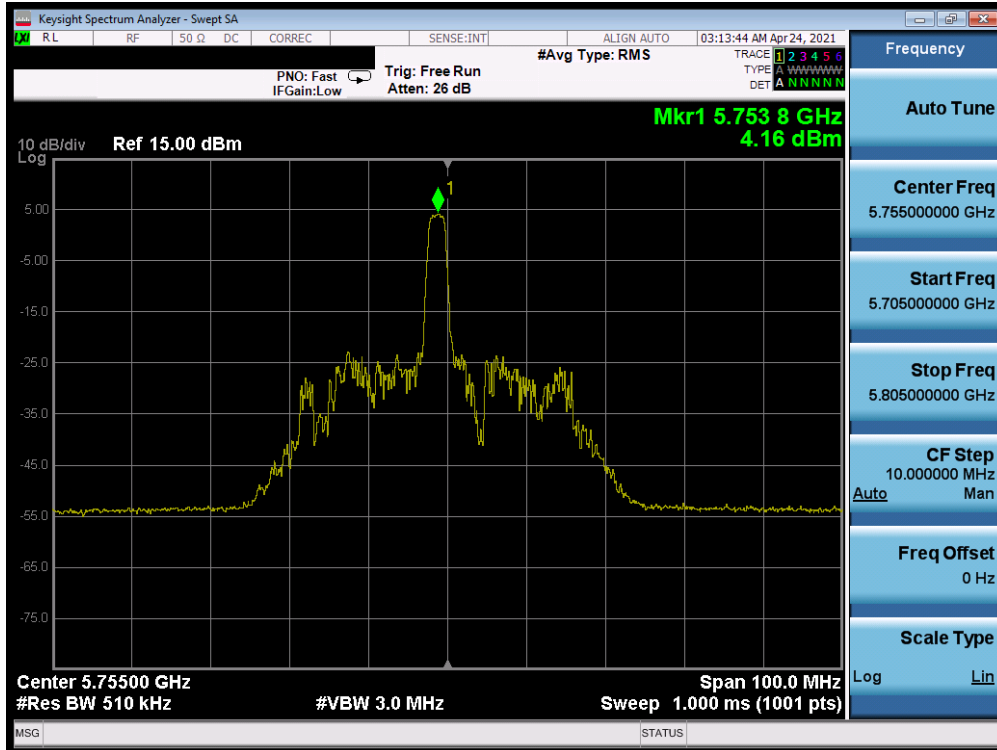 Keysight Spectrum Analyzer - Swept SA
LXI RL RF 50 Ω DC CORREC SENSE:INT ALIGN AUTO 03:13:44 AM Apr 24, 2021
PNO: Fast
IFGain:Low
Trig: Free Run
Atten: 26 dB
#Avg Type: RMS
TRACE 1 2 3 4 5 6
TYPE A WWWWWW
DET A N N N N N
Mkr1 5.753 8 GHz
4.16 dBm
10 dB/div Ref 15.00 dBm
Log
1
5.00
-5.00
-15.0
-25.0
-35.0
-45.0
-55.0
-65.0
-75.0
Center 5.75500 GHz Span 100.0 MHz
#Res BW 510 kHz #VBW 3.0 MHz Sweep 1.000 ms (1001 pts)
MSG STATUS
Frequency
Auto Tune
Center Freq
5.755000000 GHz
Start Freq
5.705000000 GHz
Stop Freq
5.805000000 GHz
CF Step
10.000000 MHz
Auto Man
Freq Offset
0 Hz
Scale Type
Log Lin